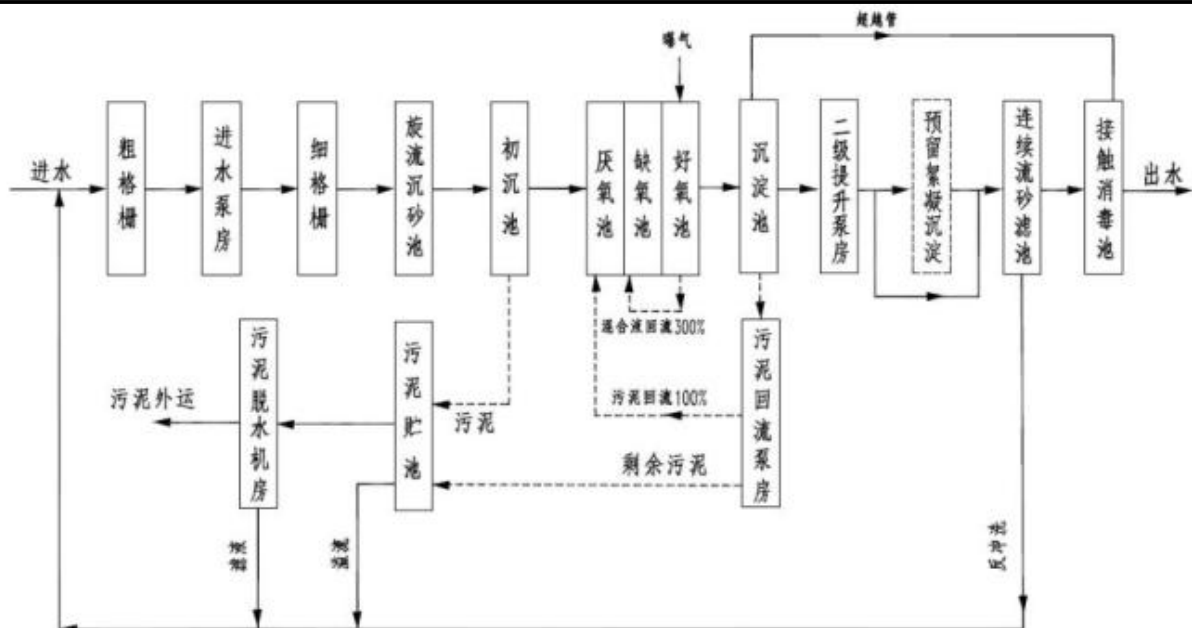 超越管
曝气
进水
粗格栅
进水泵房
细格栅
旋流沉砂池
初沉池
厌氧池
缺氧池
好氧池
沉淀池
二级提升泵房
预留絮凝沉淀
连续流砂滤池
接触消毒池
出水
混合液回流300%
污泥回流100%
污泥回流泵房
剩余污泥
污泥
污泥贮池
污泥脱水机房
污泥外运